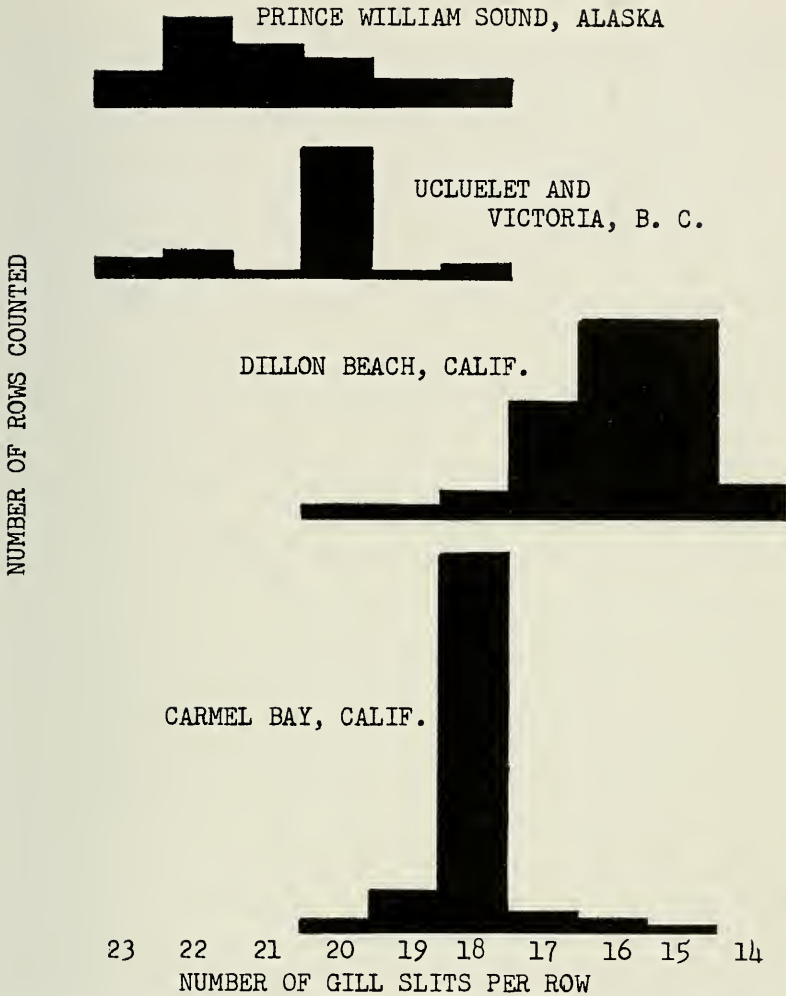 PRINCE WILLIAM SOUND, ALASKA
UCLUELET AND
VICTORIA, B. C.
NUMBER OF ROWS COUNTED
DILLON BEACH, CALIF.
CARMEL BAY, CALIF.
23 22 21 20 19 18 17 16 15 14
NUMBER OF GILL SLITS PER ROW